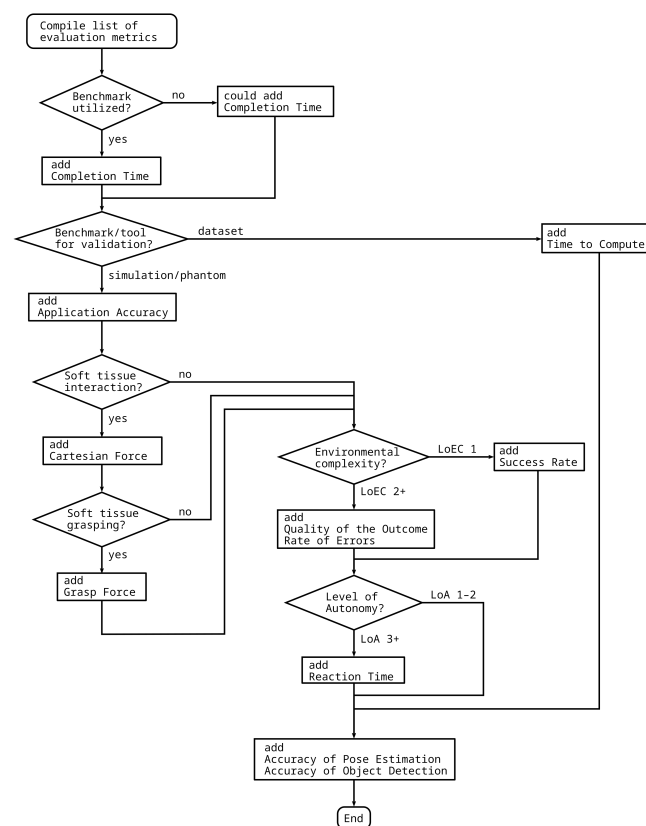 Compile list of
evaluation metrics
Benchmark
utilized?
no
could add
Completion Time
yes
add
Completion Time
Benchmark/tool
for validation?
dataset
add
Time to Compute
simulation/phantom
add
Application Accuracy
Soft tissue
interaction?
no
yes
add
Cartesian Force
Environmental
complexity?
LoEC 1
add
Success Rate
LoEC 2+
Soft tissue
grasping?
no
add
Quality of the Outcome
Rate of Errors
yes
add
Grasp Force
Level of
Autonomy?
LoA 1–2
LoA 3+
add
Reaction Time
add
Accuracy of Pose Estimation
Accuracy of Object Detection
End